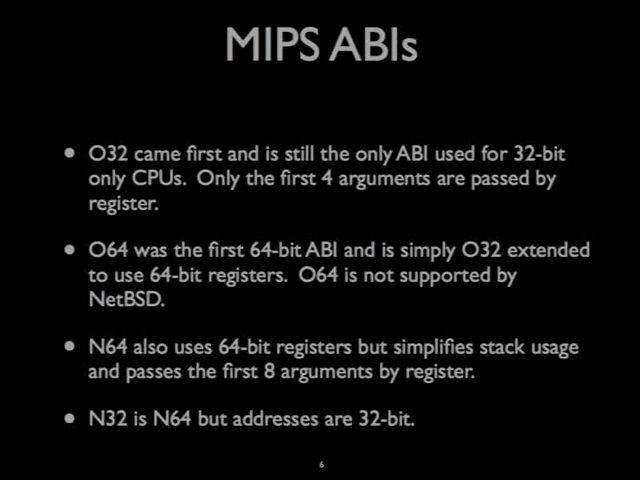 MIPS ABIs
• O32 came first and is still the only ABI used for 32-bit
only CPUs. Only the first 4 arguments are passed by
register.
• O64 was the first 64-bit ABI and is simply O32 extended
to use 64-bit registers. O64 is not supported by
NetBSD.
• N64 also uses 64-bit registers but simplifies stack usage
and passes the first 8 arguments by register.
• N32 is N64 but addresses are 32-bit.
6